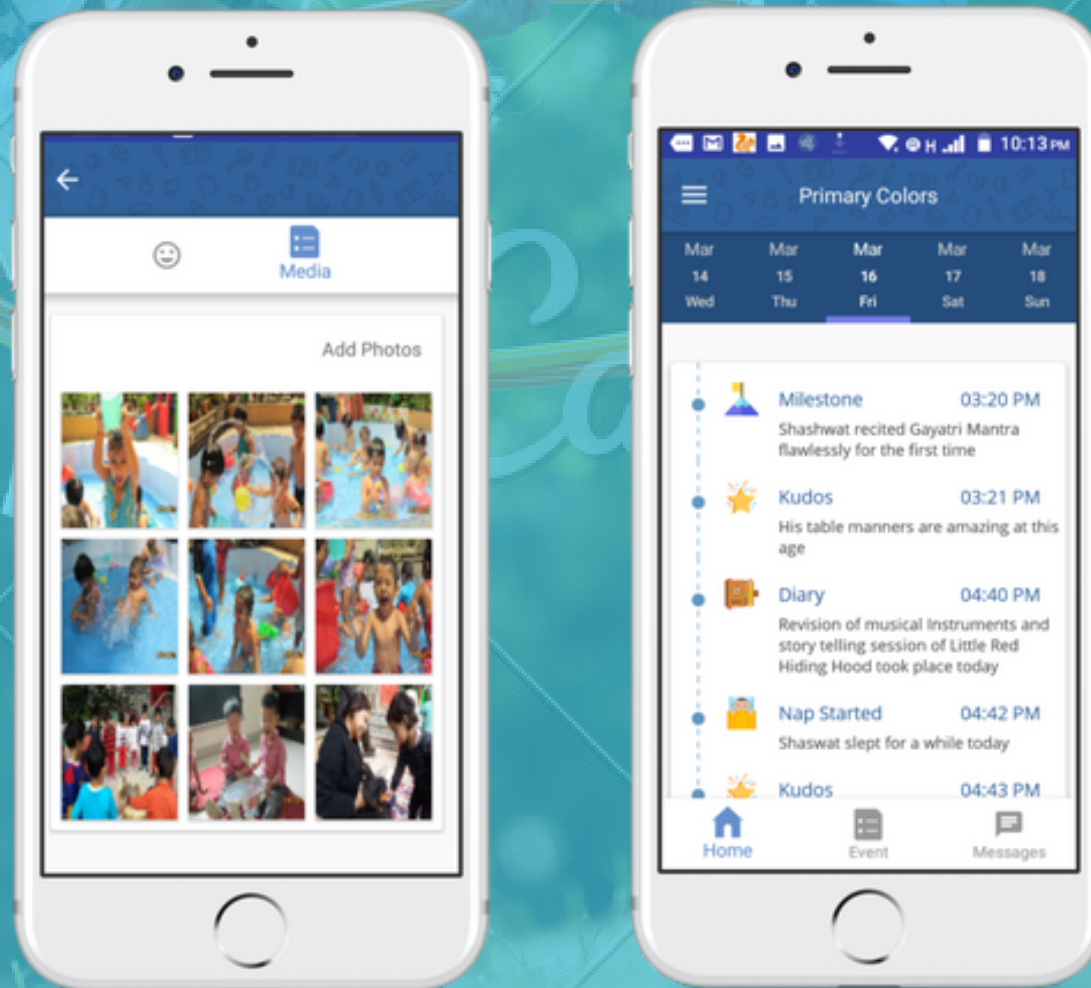 Media
Add Photos
H 10:13 PM
Primary Colors
Mar Mar Mar Mar Mar
14 15 16 17 18
Wed Thu Fri Sat Sun
Milestone 03:20 PM
Shashwat recited Gayatri Mantra
flawlessly for the first time
Kudos 03:21 PM
His table manners are amazing at this
age
Diary 04:40 PM
Revision of musical Instruments and
story telling session of Little Red
Hiding Hood took place today
Nap Started 04:42 PM
Shaswat slept for a while today
Kudos 04:43 PM
Home Event Messages